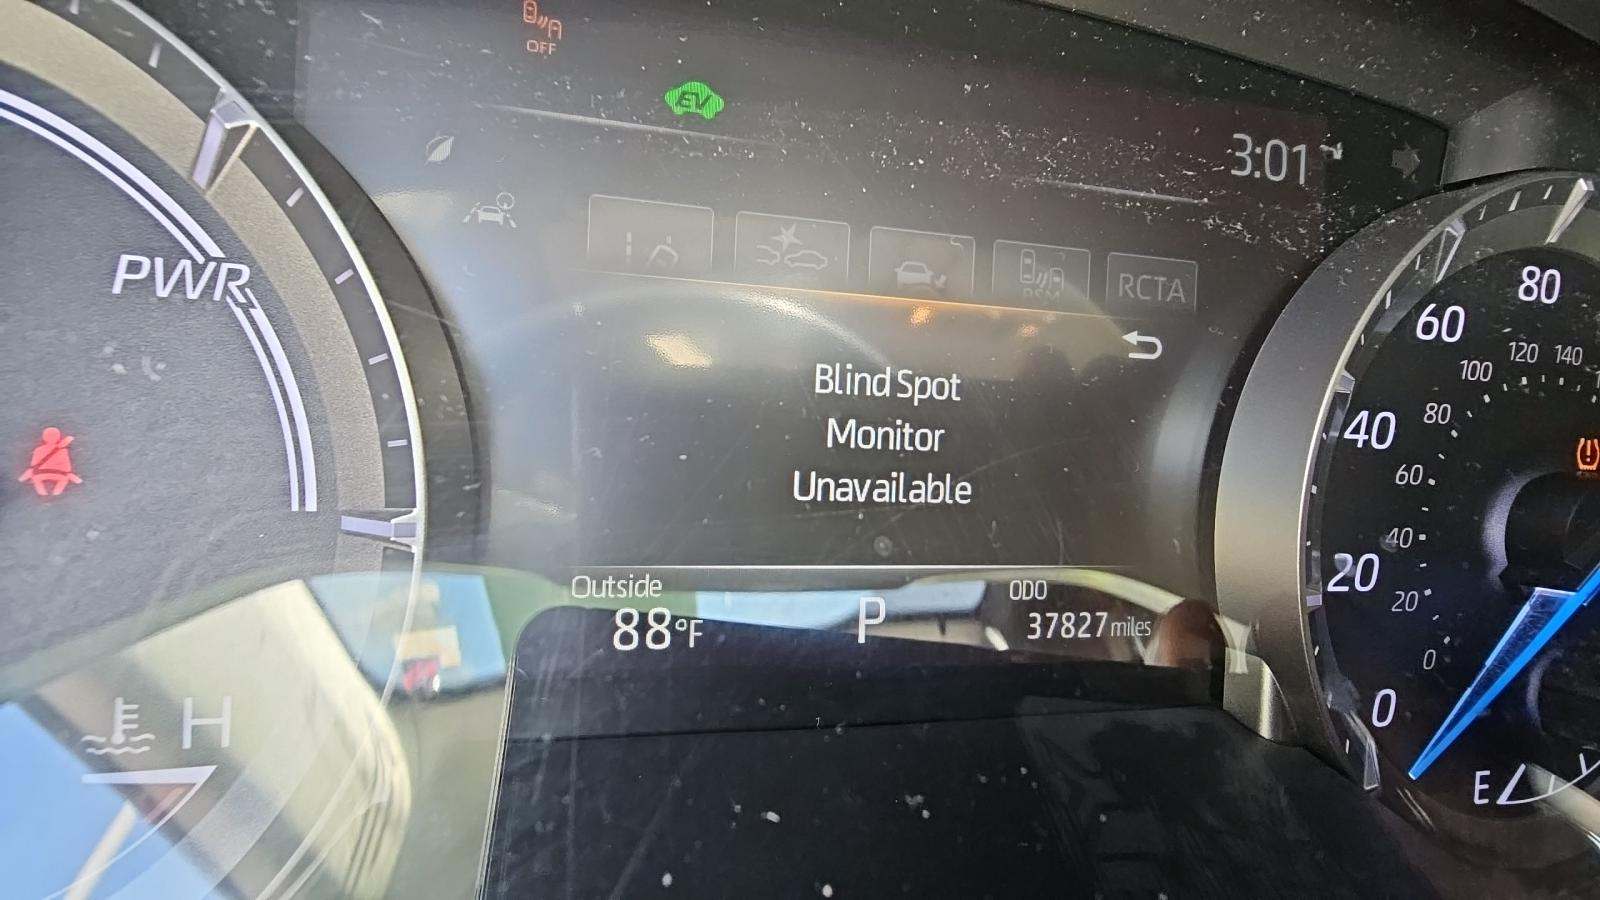 OFF
EV
3:01
PWR
BSM
RCTA
Blind Spot
Monitor
Unavailable
Outside
88°F
P
ODO
37827 miles
H
80
60
40
20
0
140
120
100
80
60
40
20
0
E